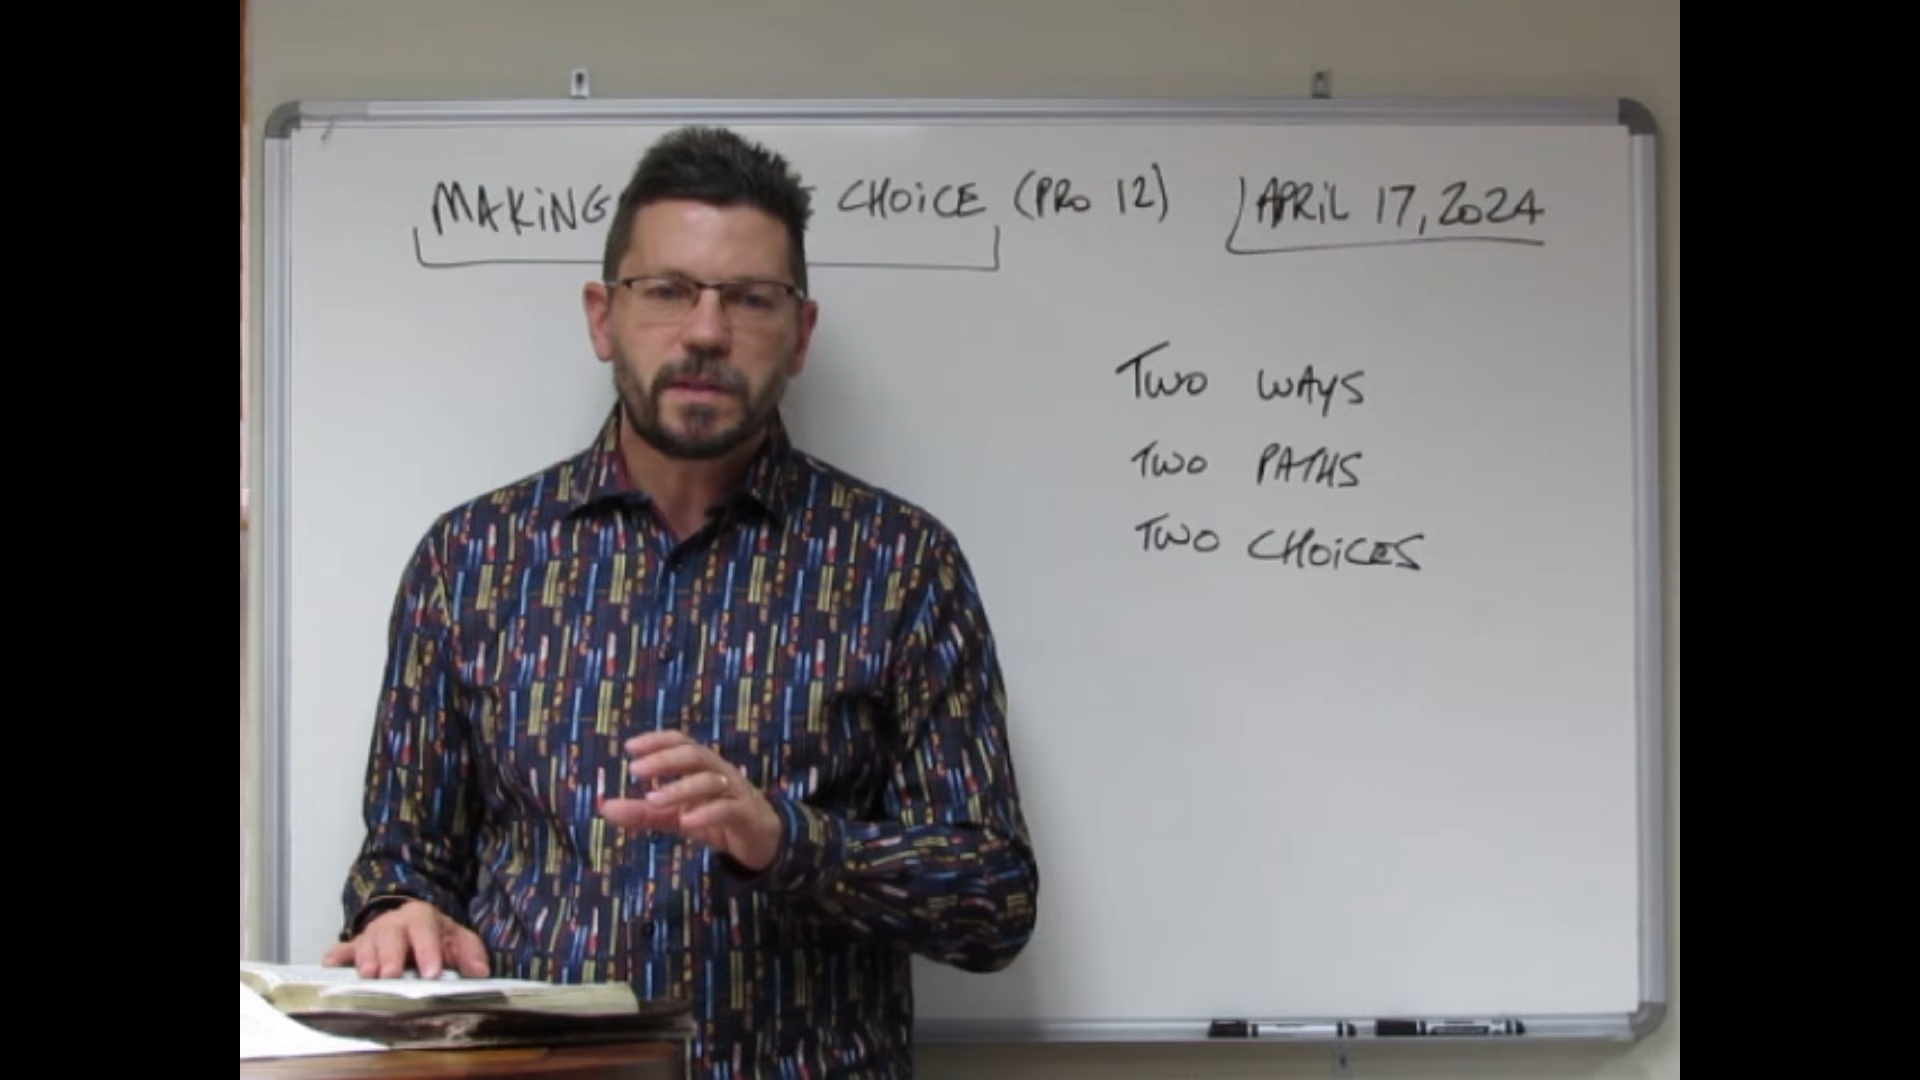 MAKING CHOICE (PRO 12) APRIL 17, 2024
TWO WAYS
TWO PATHS
TWO CHOICES